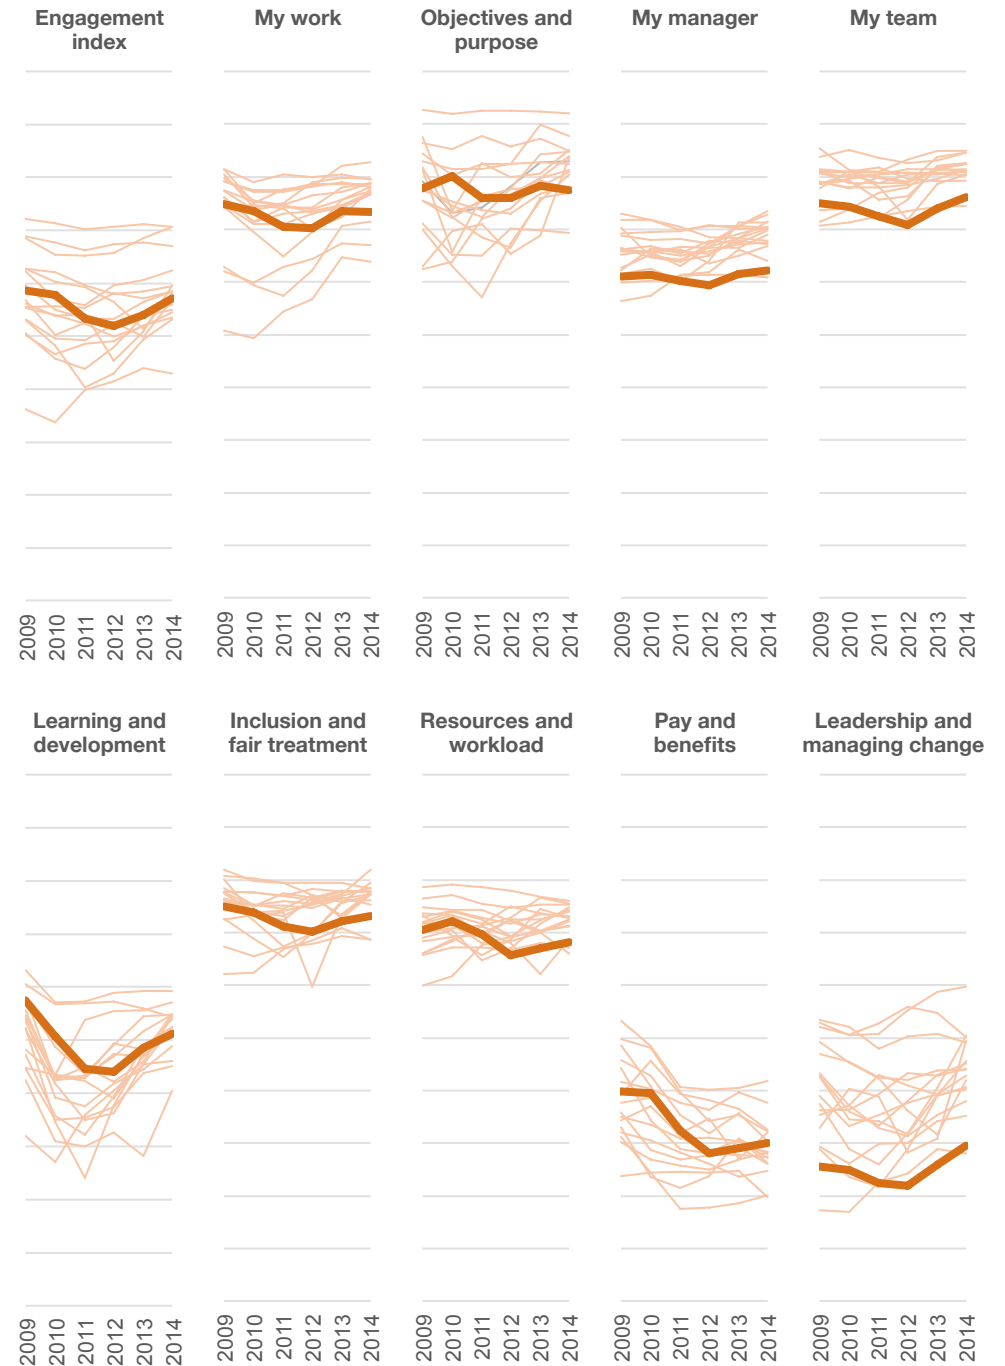 Engagement
index
My work
Objectives and
purpose
My manager
My team
2009 2010 2011 2012 2013 2014
2009 2010 2011 2012 2013 2014
2009 2010 2011 2012 2013 2014
2009 2010 2011 2012 2013 2014
2009 2010 2011 2012 2013 2014
Learning and
development
Inclusion and
fair treatment
Resources and
workload
Pay and
benefits
Leadership and
managing change
2009 2010 2011 2012 2013 2014
2009 2010 2011 2012 2013 2014
2009 2010 2011 2012 2013 2014
2009 2010 2011 2012 2013 2014
2009 2010 2011 2012 2013 2014